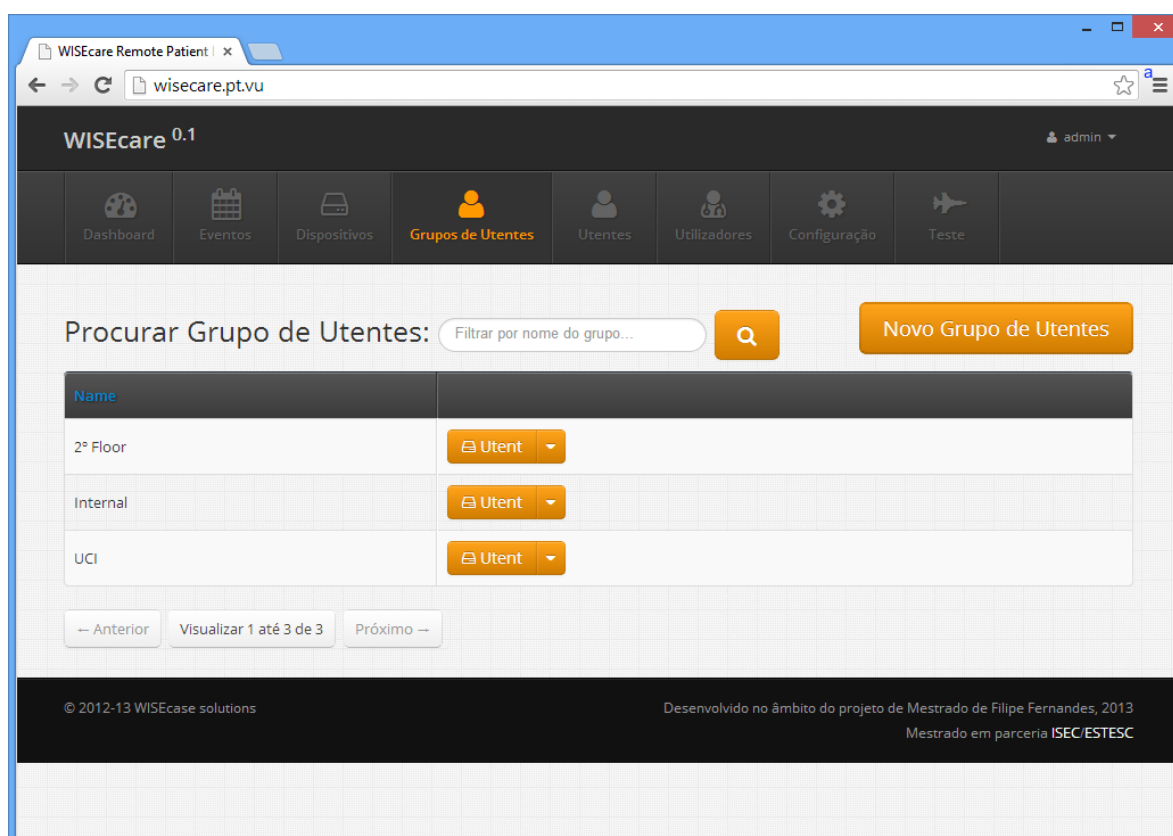 WISEcare Remote Patient
wisecare.pt.vu
a
WISEcare 0.1
admin
Dashboard
Eventos
Dispositivos
Grupos de Utentes
Utentes
Utilizadores
Configuração
Teste
Procurar Grupo de Utentes:
Filtrar por nome do grupo...
Novo Grupo de Utentes
Name
2º Floor
Utent
Internal
Utent
UCI
Utent
← Anterior
Visualizar 1 até 3 de 3
Próximo →
© 2012-13 WISEcase solutions
Desenvolvido no âmbito do projeto de Mestrado de Filipe Fernandes, 2013
Mestrado em parceria ISEC/ESTESC